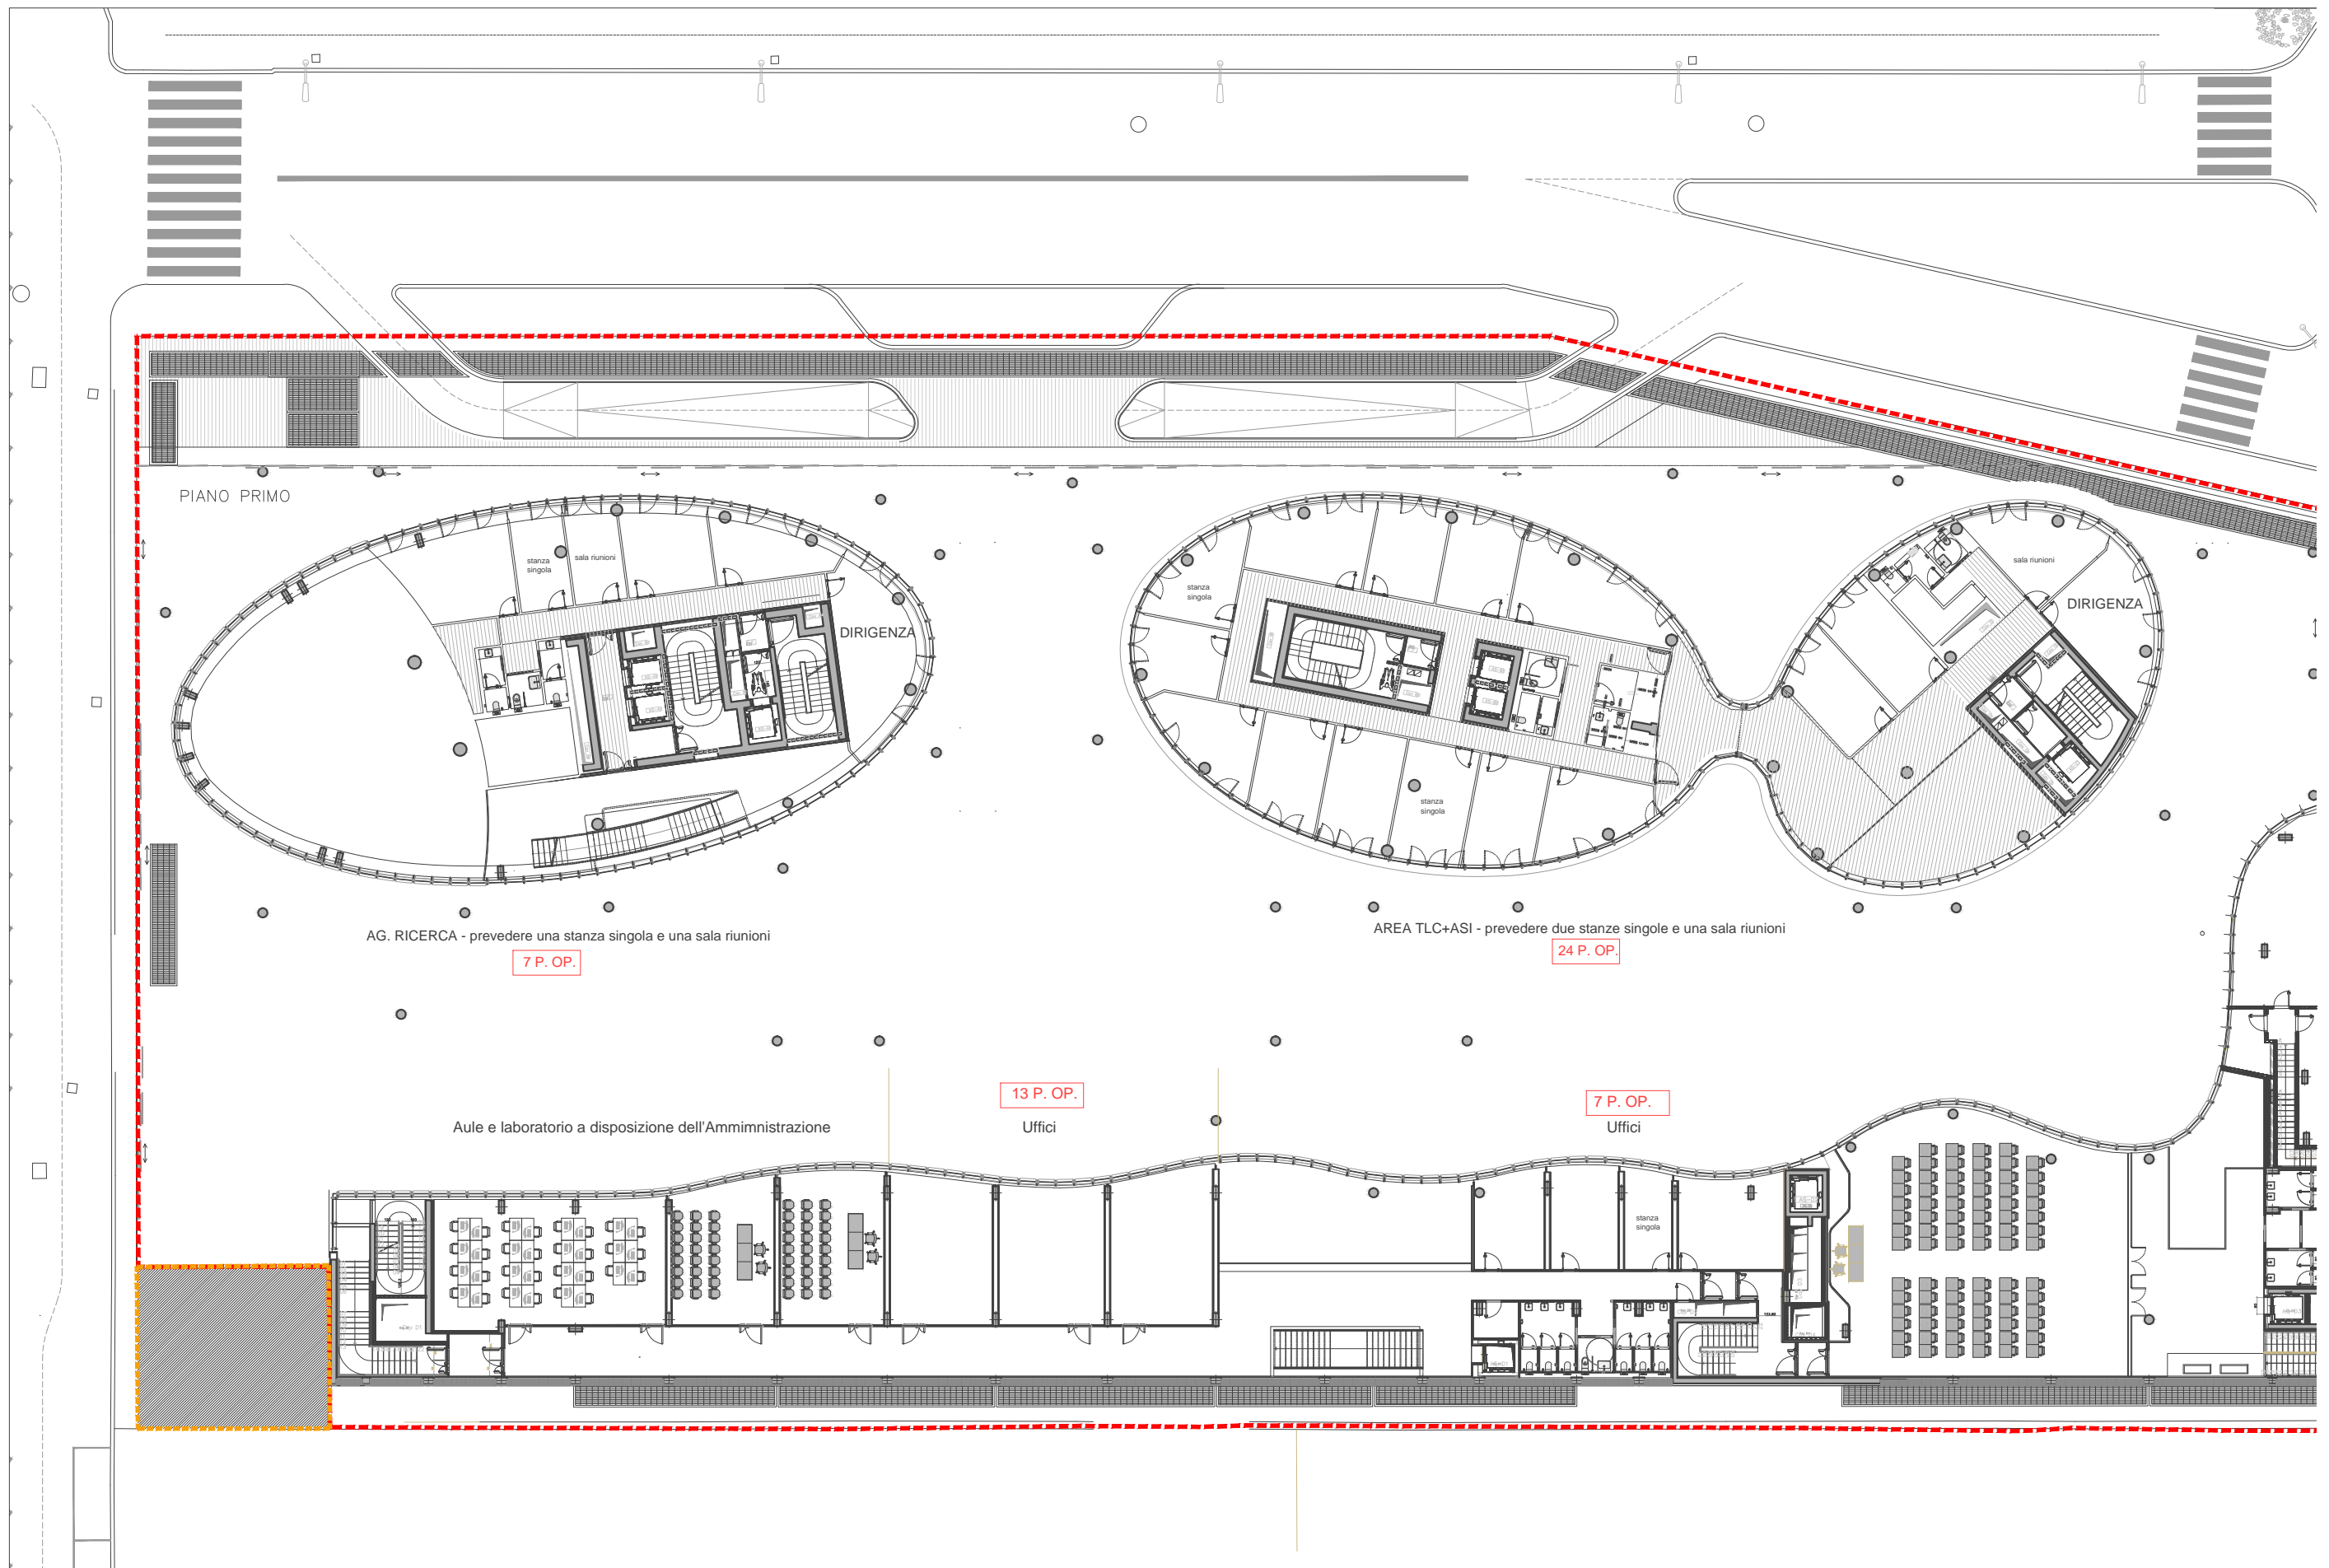 PIANO PRIMO
stanza
singola
sala riunioni
DIRIGENZA
stanza
singola
stanza
singola
sala riunioni
DIRIGENZA
AG. RICERCA - prevedere una stanza singola e una sala riunioni
7 P. OP.
AREA TLC+ASI - prevedere due stanze singole e una sala riunioni
24 P. OP.
Aule e laboratorio a disposizione dell'Ammimnistrazione
13 P. OP.
Uffici
7 P. OP.
Uffici
stanza
singola